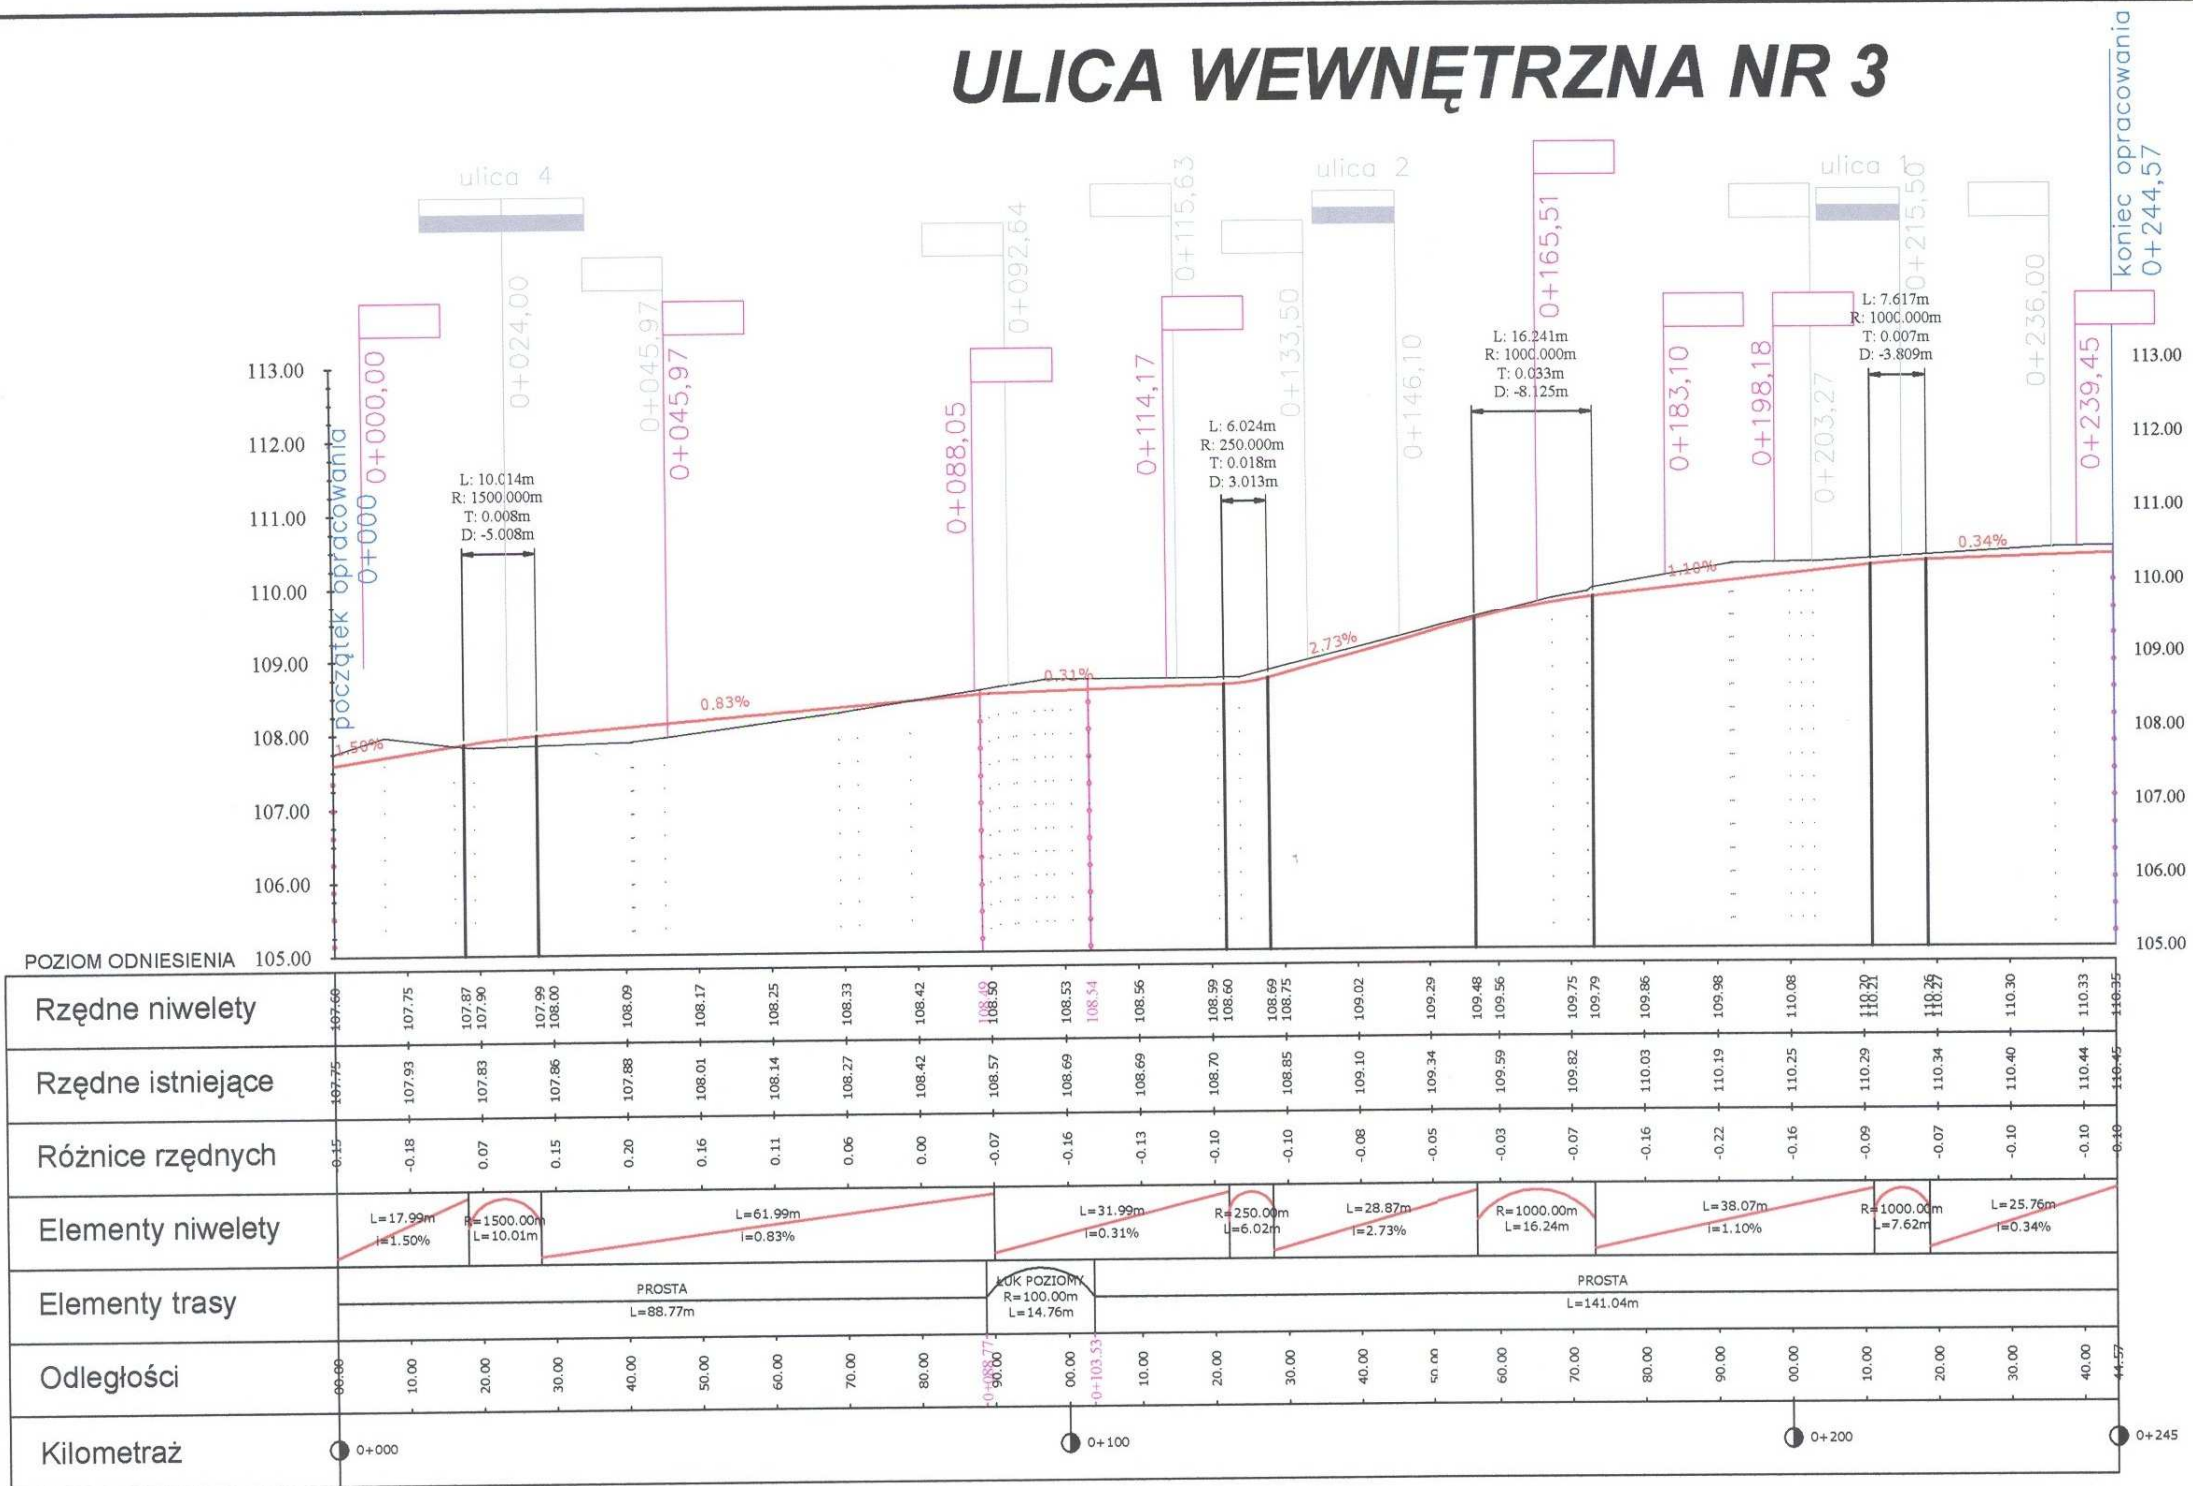 ULICA WEWNĘTRZNA NR 3
koniec opracowania
0+244,57
ulica 4
ulica 2
ulica 1
0+000,00
0+024,00
0+045,97
0+045,97
0+088,05
0+092,64
0+114,17
0+115,63
0+133,50
0+146,10
0+165,51
0+183,10
0+198,18
0+203,27
0+215,50
0+236,00
0+239,45
początek opracowania
0+000
L: 10.014m
R: 1500.000m
T: 0.008m
D: -5.008m
L: 6.024m
R: 250.000m
T: 0.018m
D: 3.013m
L: 16.241m
R: 1000.000m
T: 0.033m
D: -8.125m
L: 7.617m
R: 1000.000m
T: 0.007m
D: -3.809m
113.00
112.00
111.00
110.00
109.00
108.00
107.00
106.00
105.00
113.00
112.00
111.00
110.00
109.00
108.00
107.00
106.00
105.00
1.50%
0.83%
0.31%
2.73%
1.10%
0.34%
POZIOM ODNIESIENIA
Rzędne niwelety
107.60 107.75 107.87 107.90 107.99 108.00 108.09 108.17 108.25 108.33 108.42 108.49 108.50 108.53 108.54 108.56 108.59 108.60 108.69 108.75 109.02 109.29 109.48 109.56 109.75 109.79 109.86 109.98 110.08 110.20 110.21 110.26 110.27 110.30 110.33 110.35
Rzędne istniejące
107.75 107.93 107.83 107.86 107.88 108.01 108.14 108.27 108.42 108.57 108.69 108.69 108.70 108.85 109.10 109.34 109.59 109.82 110.03 110.19 110.25 110.29 110.34 110.40 110.44 110.45
Różnice rzędnych
-0.15 -0.18 0.07 0.15 0.20 0.16 0.11 0.06 0.00 -0.07 -0.16 -0.13 -0.10 -0.10 -0.08 -0.05 -0.03 -0.07 -0.16 -0.22 -0.16 -0.09 -0.07 -0.10 -0.10 -0.10
Elementy niwelety
L=17.99m
i=1.50%
R=1500.00m
L=10.01m
L=61.99m
i=0.83%
L=31.99m
i=0.31%
R=250.00m
L=6.02m
L=28.87m
i=2.73%
R=1000.00m
L=16.24m
L=38.07m
i=1.10%
R=1000.00m
L=7.62m
L=25.76m
i=0.34%
Elementy trasy
PROSTA
L=88.77m
ŁUK POZIOMY
R=100.00m
L=14.76m
PROSTA
L=141.04m
Odległości
00.00 10.00 20.00 30.00 40.00 50.00 60.00 70.00 80.00 0+088.77 90.00 00.00 0+103.53 10.00 20.00 30.00 40.00 50.00 60.00 70.00 80.00 90.00 00.00 10.00 20.00 30.00 40.00 44.57
Kilometraż
0+000 0+100 0+200 0+245